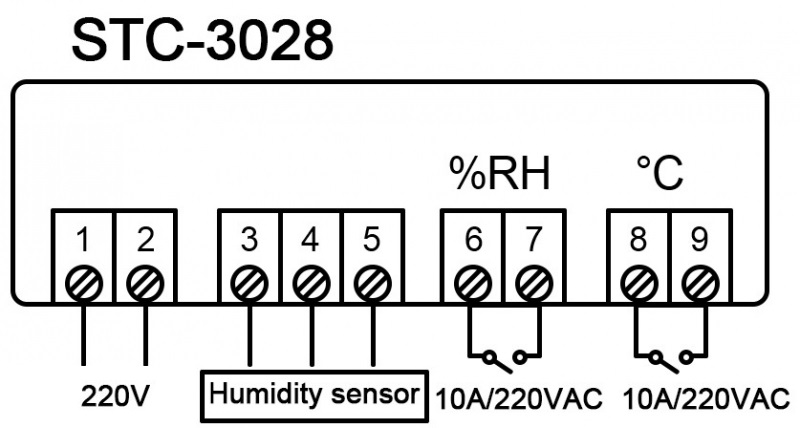 STC-3028
%RH °C
1 2 3 4 5 6 7 8 9
220V Humidity sensor 10A/220VAC 10A/220VAC